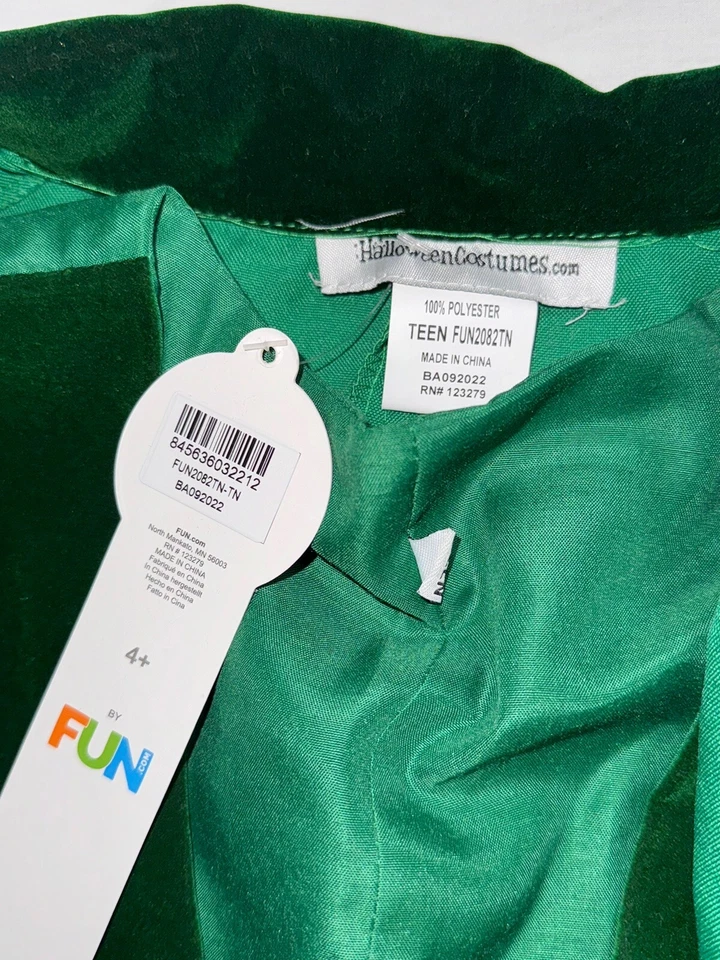 HalloweenCostumes.com
100% POLYESTER
TEEN FUN2082TN
MADE IN CHINA
BA092022
RN# 123279
845636032212
FUN2082TN-TN
BA092022
FUN.com
North Mankato, MN 56003
RN # 123279
MADE IN CHINA
Fabriqué en China
In China hergestellt
Hecho en China
Fatto in Cina
4+
BY
FUN
.COM